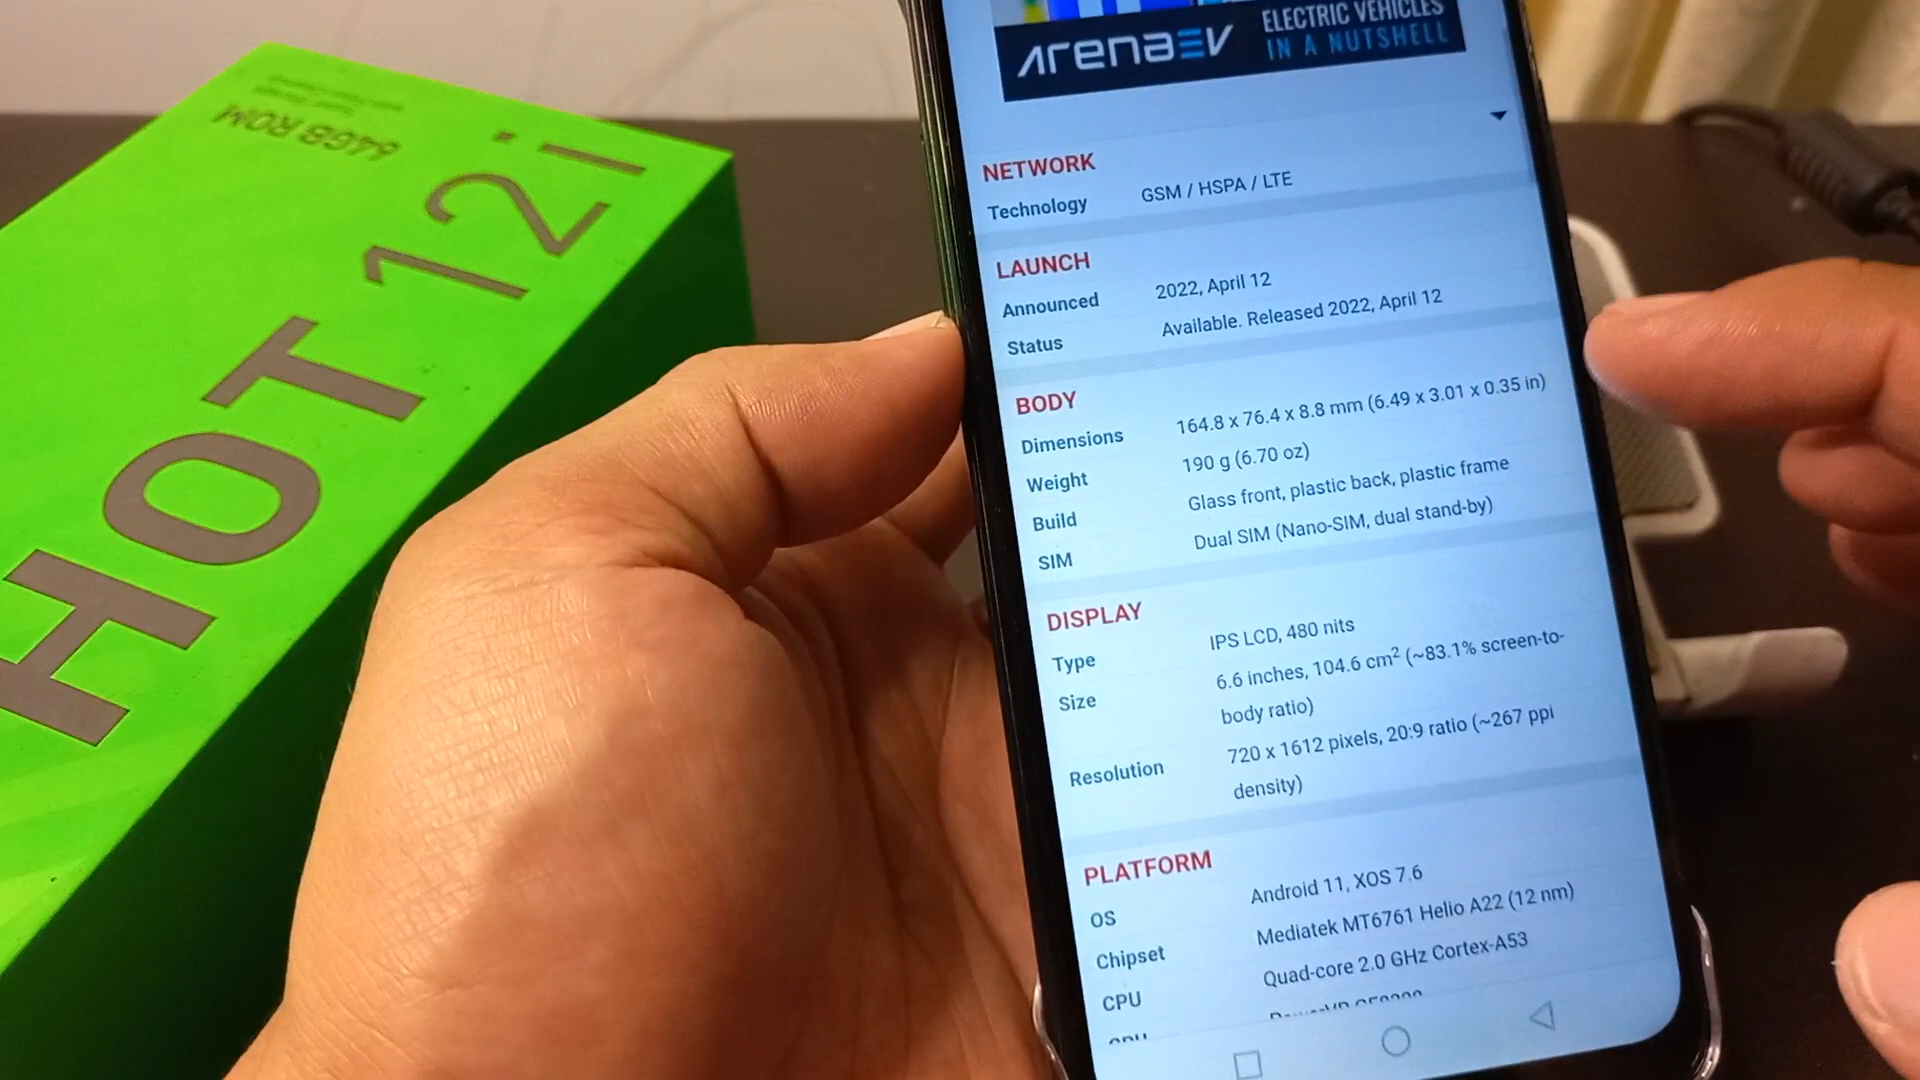 64GB ROM
HOT 12i
arenaEV
ELECTRIC VEHICLES
IN A NUTSHELL
NETWORK
Technology GSM / HSPA / LTE
LAUNCH
Announced 2022, April 12
Status Available. Released 2022, April 12
BODY
Dimensions 164.8 x 76.4 x 8.8 mm (6.49 x 3.01 x 0.35 in)
Weight 190 g (6.70 oz)
Build Glass front, plastic back, plastic frame
SIM Dual SIM (Nano-SIM, dual stand-by)
DISPLAY
Type IPS LCD, 480 nits
Size 6.6 inches, 104.6 cm² (~83.1% screen-to-
body ratio)
Resolution 720 x 1612 pixels, 20:9 ratio (~267 ppi
density)
PLATFORM
OS Android 11, XOS 7.6
Chipset Mediatek MT6761 Helio A22 (12 nm)
CPU Quad-core 2.0 GHz Cortex-A53